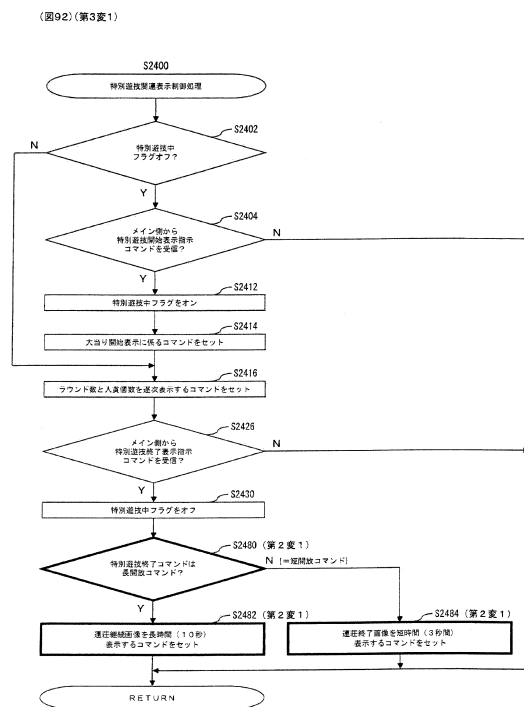 (図92)(第3変1)
S2400
特別遊技関連表示制御処理
S2402
特別遊技中
フラグオフ?
N
Y
S2404
メイン側から
特別遊技開始表示指示
コマンドを受信?
N
Y
S2412
特別遊技中フラグをオン
S2414
大当り開始表示に係るコマンドをセット
S2416
ラウンド数と入賞個数を逐次表示するコマンドをセット
S2426
メイン側から
特別遊技終了表示指示
コマンドを受信?
N
Y
S2430
特別遊技中フラグをオフ
S2480 (第2変1)
特別遊技終了コマンドは
長開放コマンド?
N (=短開放コマンド)
Y
S2482 (第2変1)
連荘継続画像を長時間(10秒)
表示するコマンドをセット
S2484 (第2変1)
連荘終了画像を短時間(3秒間)
表示するコマンドをセット
RETURN